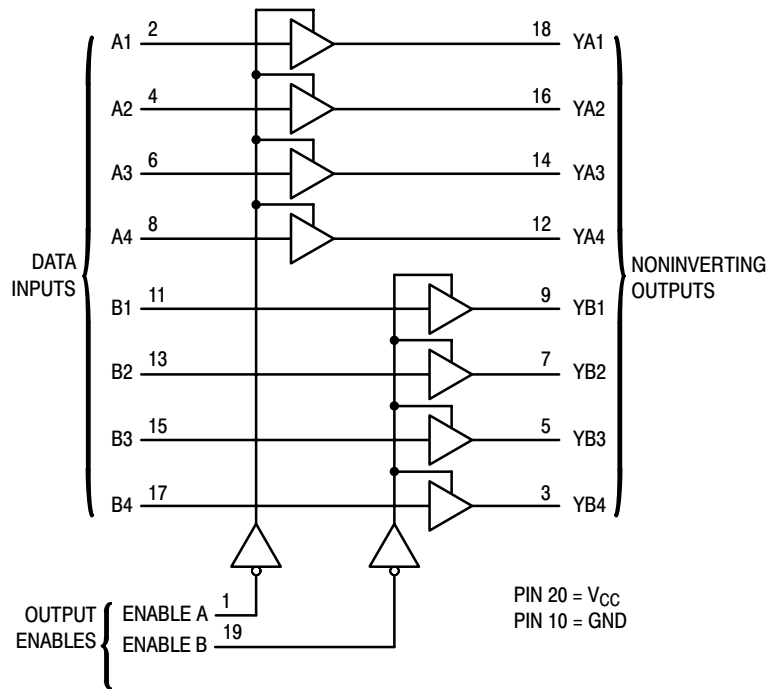 A1 2 18 YA1
A2 4 16 YA2
A3 6 14 YA3
A4 8 12 YA4
DATA
INPUTS
NONINVERTING
OUTPUTS
B1 11 9 YB1
B2 13 7 YB2
B3 15 5 YB3
B4 17 3 YB4
OUTPUT
ENABLES
ENABLE A 1
ENABLE B 19
PIN 20 = VCC
PIN 10 = GND